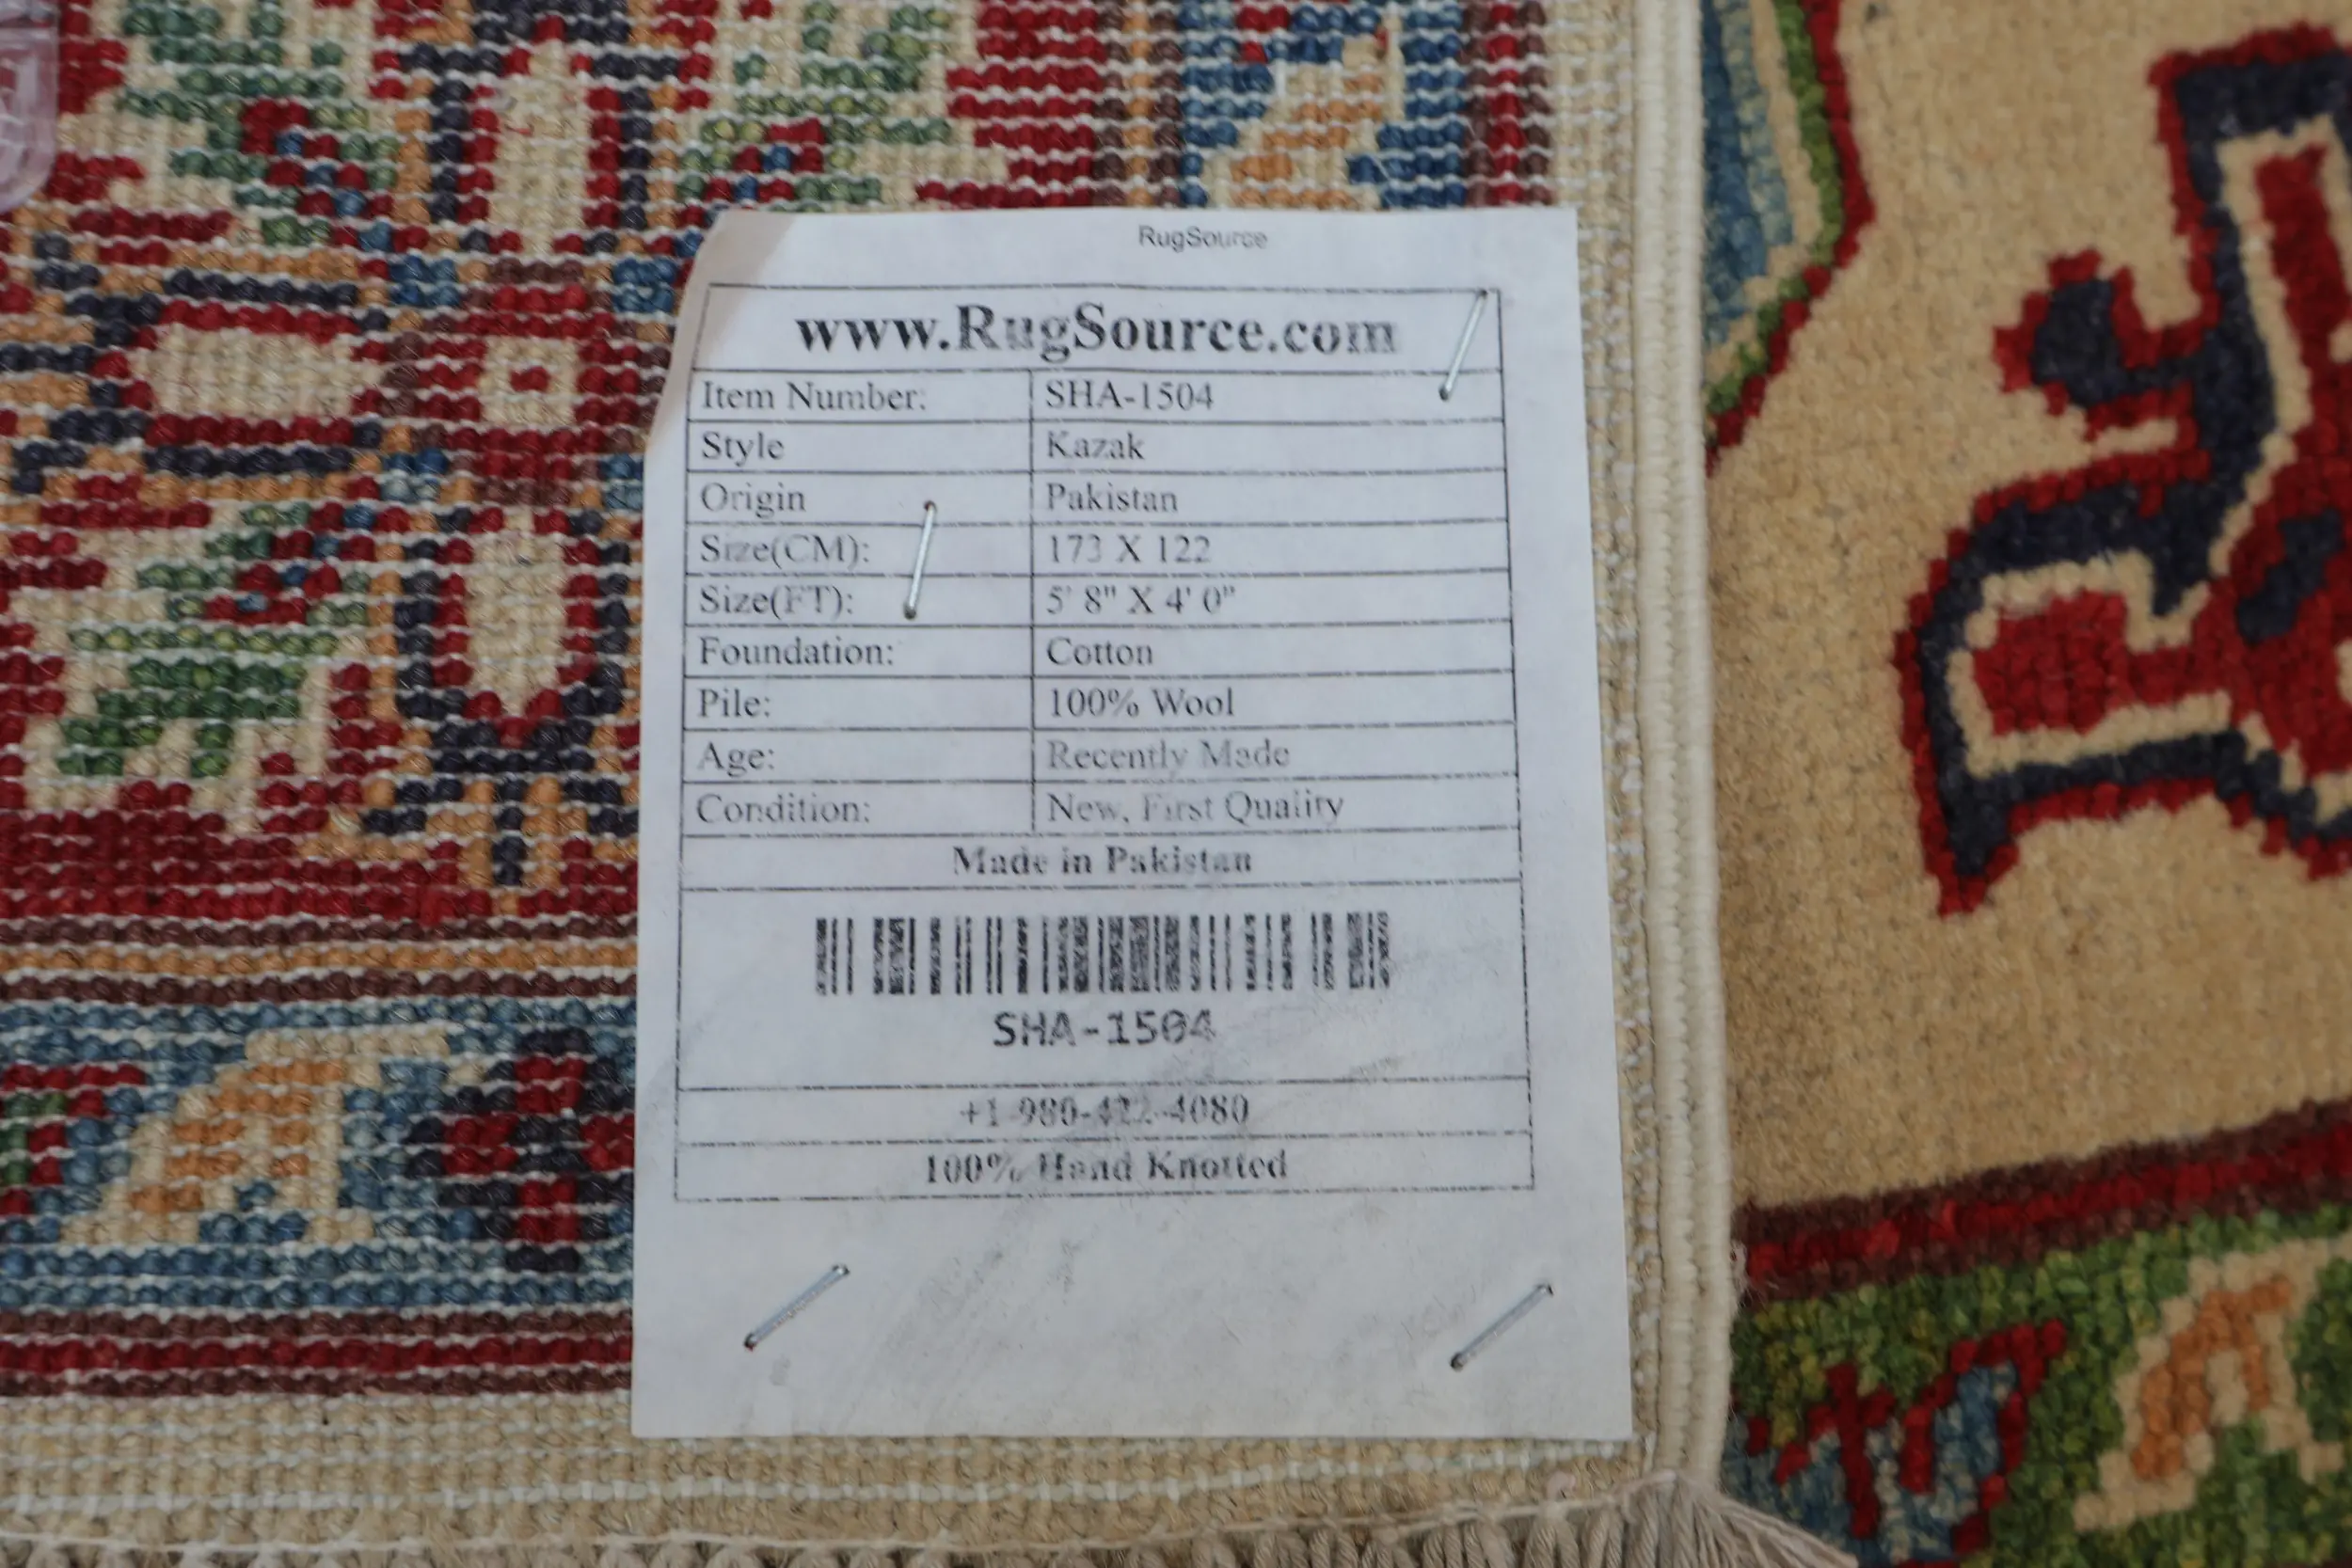 RugSource
www.RugSource.com
Item Number: SHA-1504
Style Kazak
Origin Pakistan
Size(CM): 173 X 122
Size(FT): 5' 8" X 4' 0"
Foundation: Cotton
Pile: 100% Wool
Age: Recently Made
Condition: New, First Quality
Made in Pakistan
SHA-1504
+1-980-422-4080
100% Hand Knotted